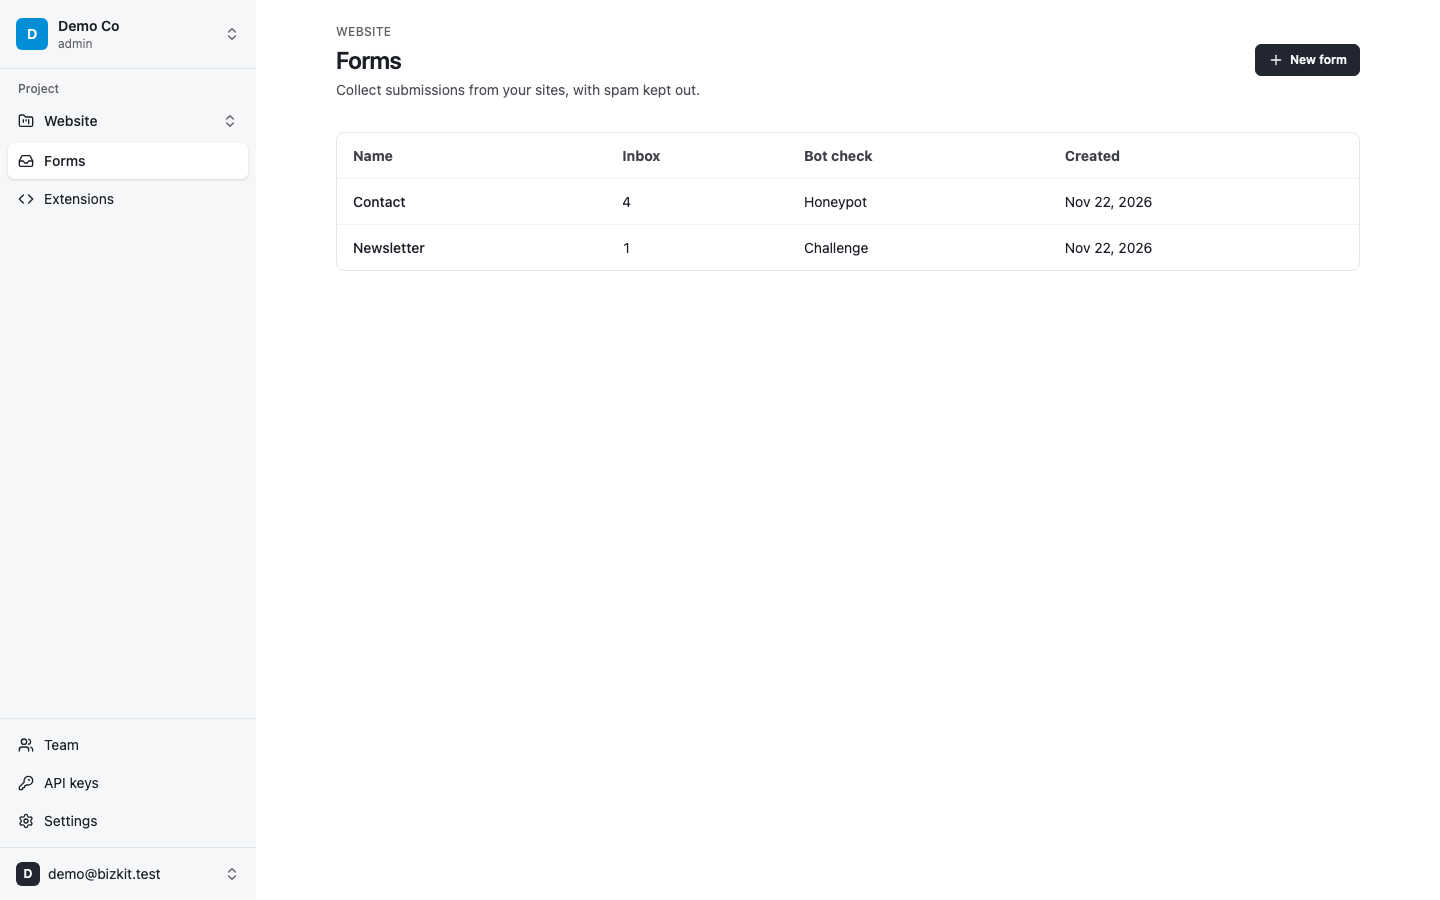 D
Demo Co
admin
Project
Website
Forms
Extensions
Team
API keys
Settings
D
demo@bizkit.test
WEBSITE
Forms
Collect submissions from your sites, with spam kept out.
New form
Name Inbox Bot check Created
Contact 4 Honeypot Nov 22, 2026
Newsletter 1 Challenge Nov 22, 2026